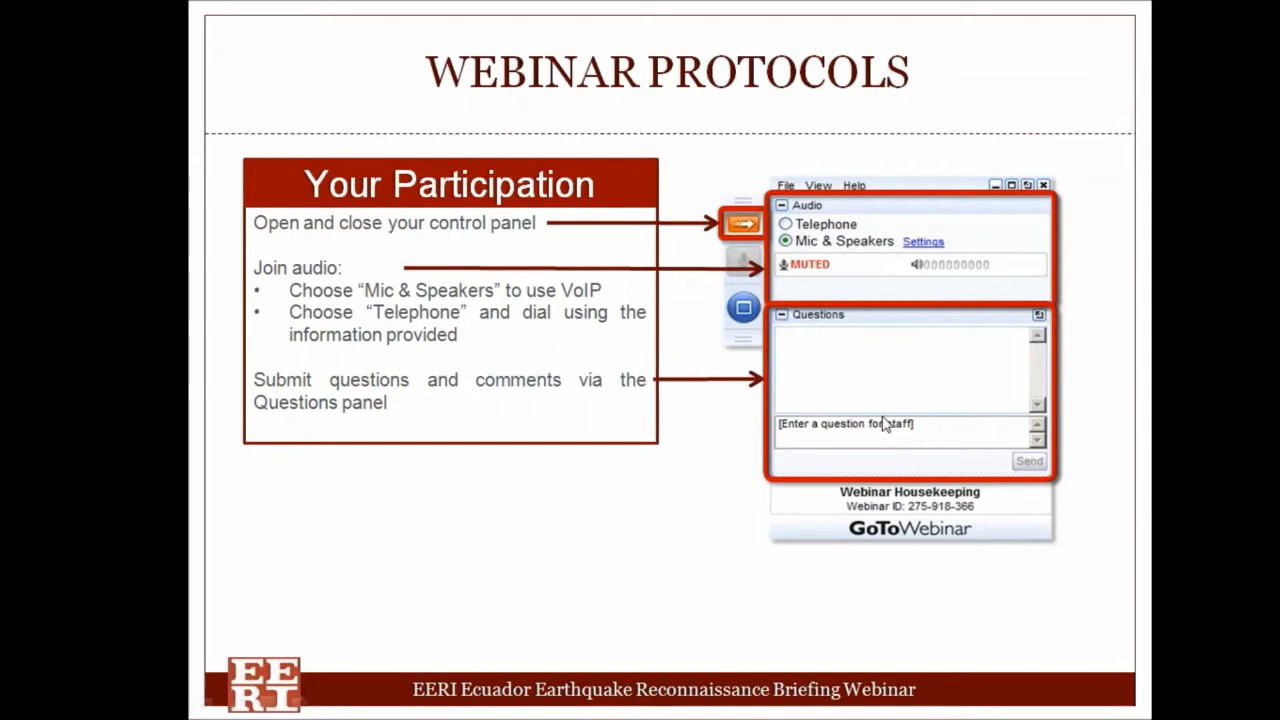 WEBINAR PROTOCOLS
Your Participation
Open and close your control panel
Join audio:
• Choose “Mic & Speakers” to use VoIP
• Choose “Telephone” and dial using the
information provided
Submit questions and comments via the
Questions panel
File View Help
Audio
Telephone
Mic & Speakers Settings
MUTED 000000000
Questions
[Enter a question for staff]
Send
Webinar Housekeeping
Webinar ID: 275-918-366
GoToWebinar
EE
RI
EERI Ecuador Earthquake Reconnaissance Briefing Webinar